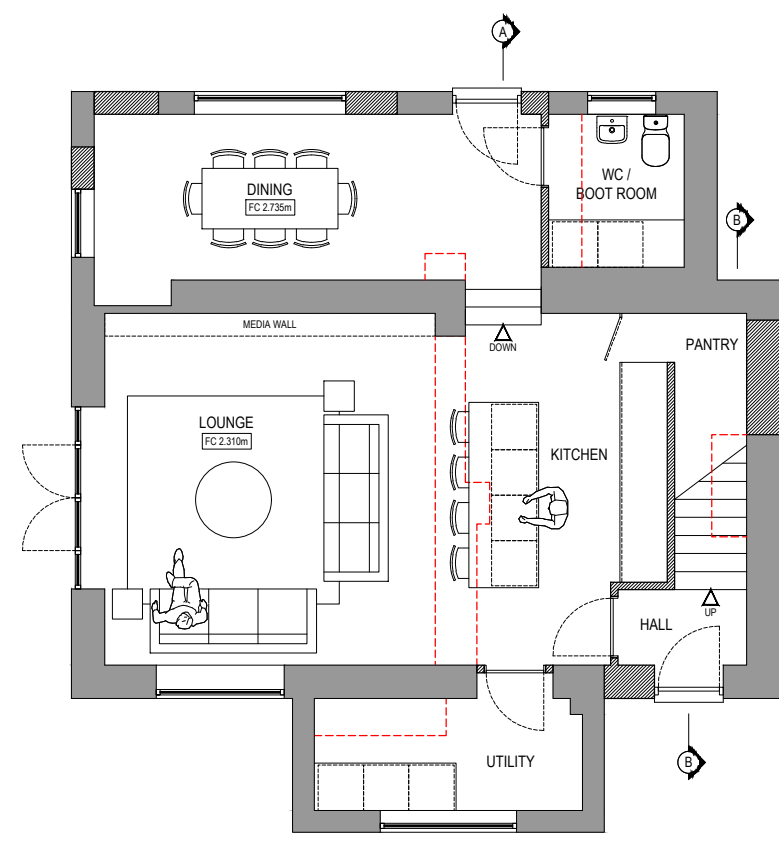 A
DINING
FC 2.735m
WC /
BOOT ROOM
B
MEDIA WALL
DOWN
PANTRY
LOUNGE
FC 2.310m
KITCHEN
UP
HALL
UTILITY
B